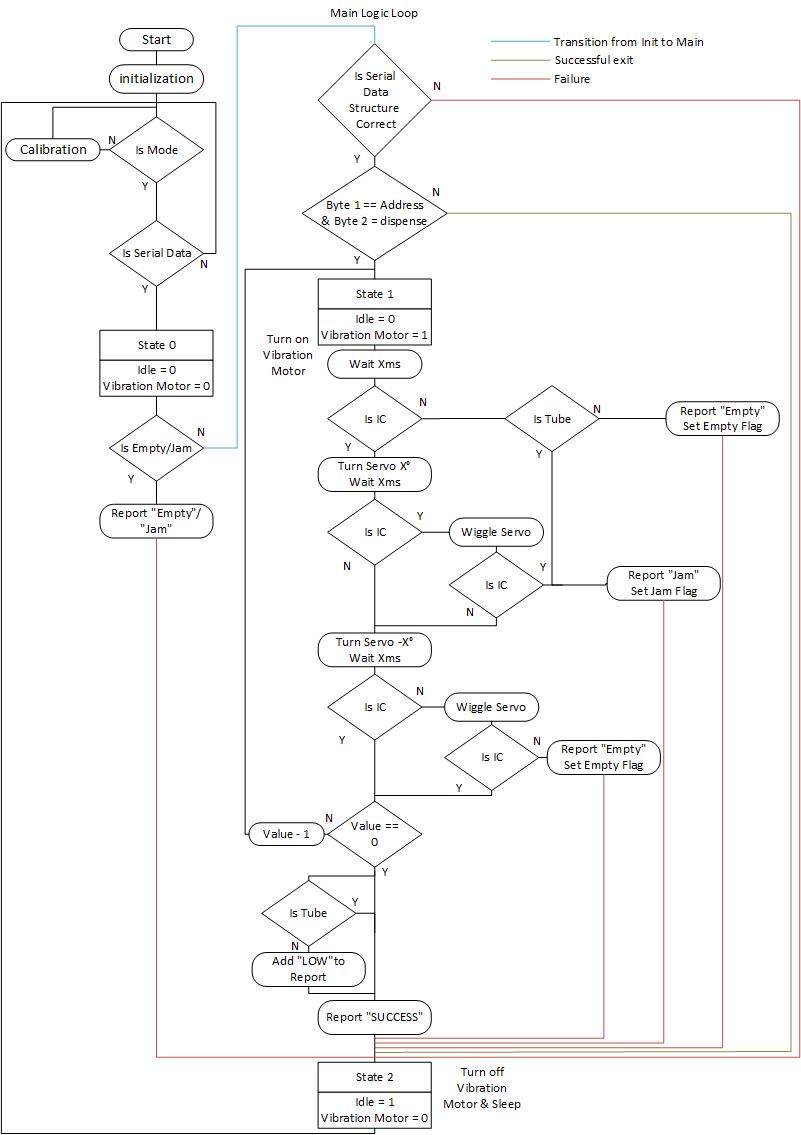 Main Logic Loop
Start
initialization
Transition from Init to Main
Successful exit
Failure
Is Serial
Data
Structure
Correct
N
Y
Calibration
N
Is Mode
Y
Byte 1 == Address
& Byte 2 = dispense
N
Y
Is Serial Data
N
Y
State 0
Idle = 0
Vibration Motor = 0
State 1
Idle = 0
Vibration Motor = 1
Turn on
Vibration
Motor
Wait Xms
Is IC
N
Y
Is Tube
N
Y
Report "Empty"
Set Empty Flag
Is Empty/Jam
N
Y
Report "Empty"/
"Jam"
Turn Servo X°
Wait Xms
Is IC
Y
N
Wiggle Servo
Is IC
Y
N
Report "Jam"
Set Jam Flag
Turn Servo -X°
Wait Xms
Is IC
N
Y
Wiggle Servo
Is IC
N
Y
Report "Empty"
Set Empty Flag
Value - 1
N
Value ==
0
Y
Is Tube
Y
N
Add "LOW"to
Report
Report "SUCCESS"
State 2
Idle = 1
Vibration Motor = 0
Turn off
Vibration
Motor & Sleep